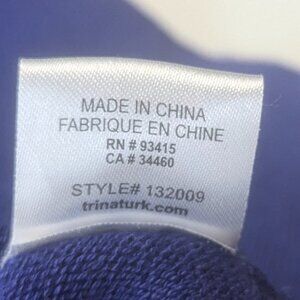 MADE IN CHINA
FABRIQUE EN CHINE
RN # 93415
CA # 34460
STYLE# 132009
trinaturk.com